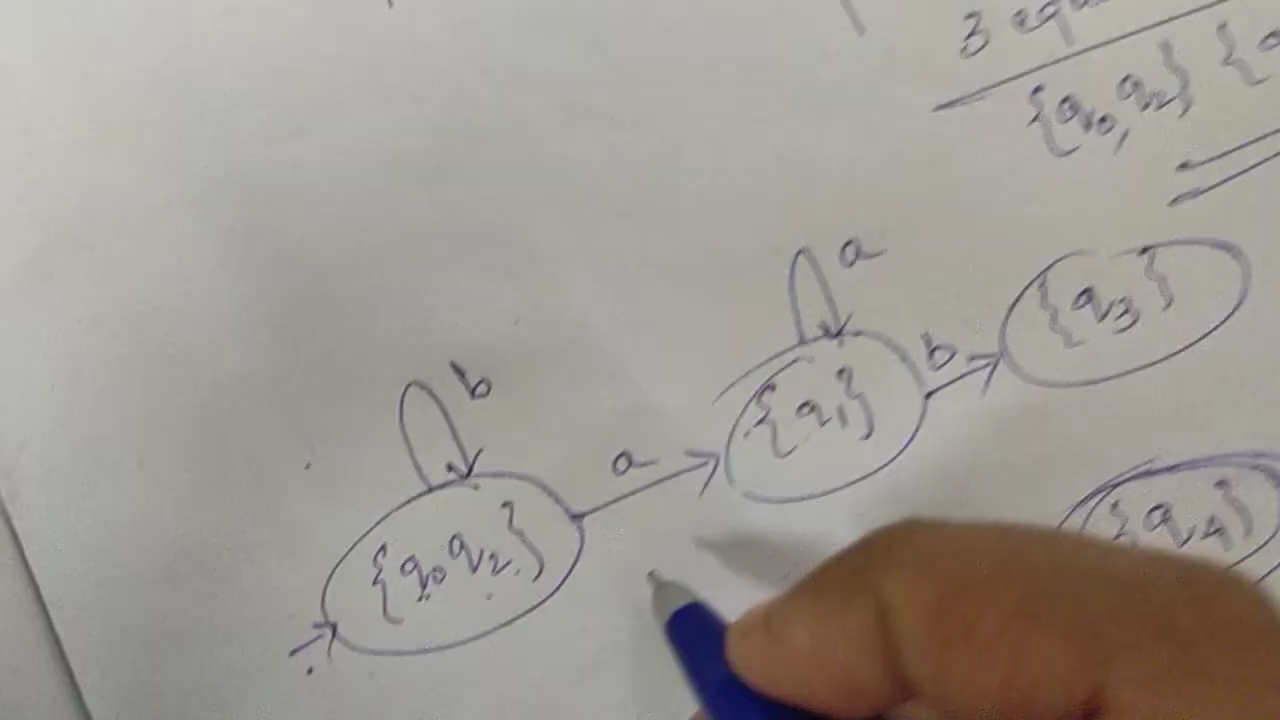 3 equ
{q0, q2} {
a
b
{q3}
b
{q1}
a
{q4}
{q0 q2}